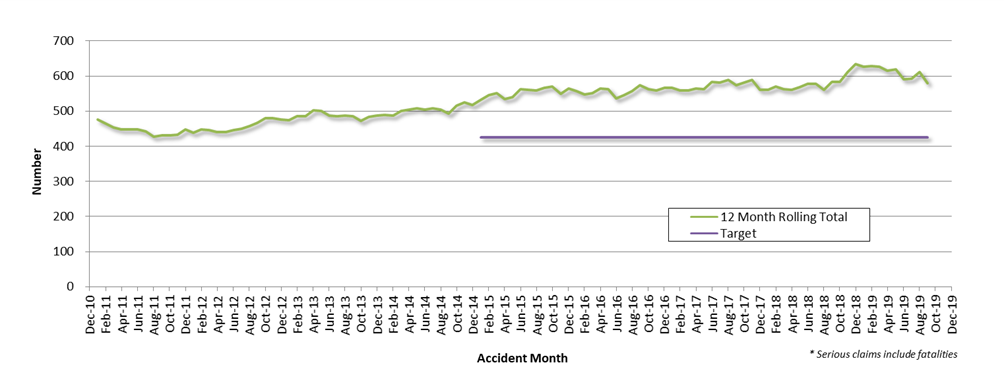 700
600
500
400
300
200
100
0
Number
12 Month Rolling Total
Target
Dec-10
Feb-11
Apr-11
Jun-11
Aug-11
Oct-11
Dec-11
Feb-12
Apr-12
Jun-12
Aug-12
Oct-12
Dec-12
Feb-13
Apr-13
Jun-13
Aug-13
Oct-13
Dec-13
Feb-14
Apr-14
Jun-14
Aug-14
Oct-14
Dec-14
Feb-15
Apr-15
Jun-15
Aug-15
Oct-15
Dec-15
Feb-16
Apr-16
Jun-16
Aug-16
Oct-16
Dec-16
Feb-17
Apr-17
Jun-17
Aug-17
Oct-17
Dec-17
Feb-18
Apr-18
Jun-18
Aug-18
Oct-18
Dec-18
Feb-19
Apr-19
Jun-19
Aug-19
Oct-19
Dec-19
Accident Month
* Serious claims include fatalities